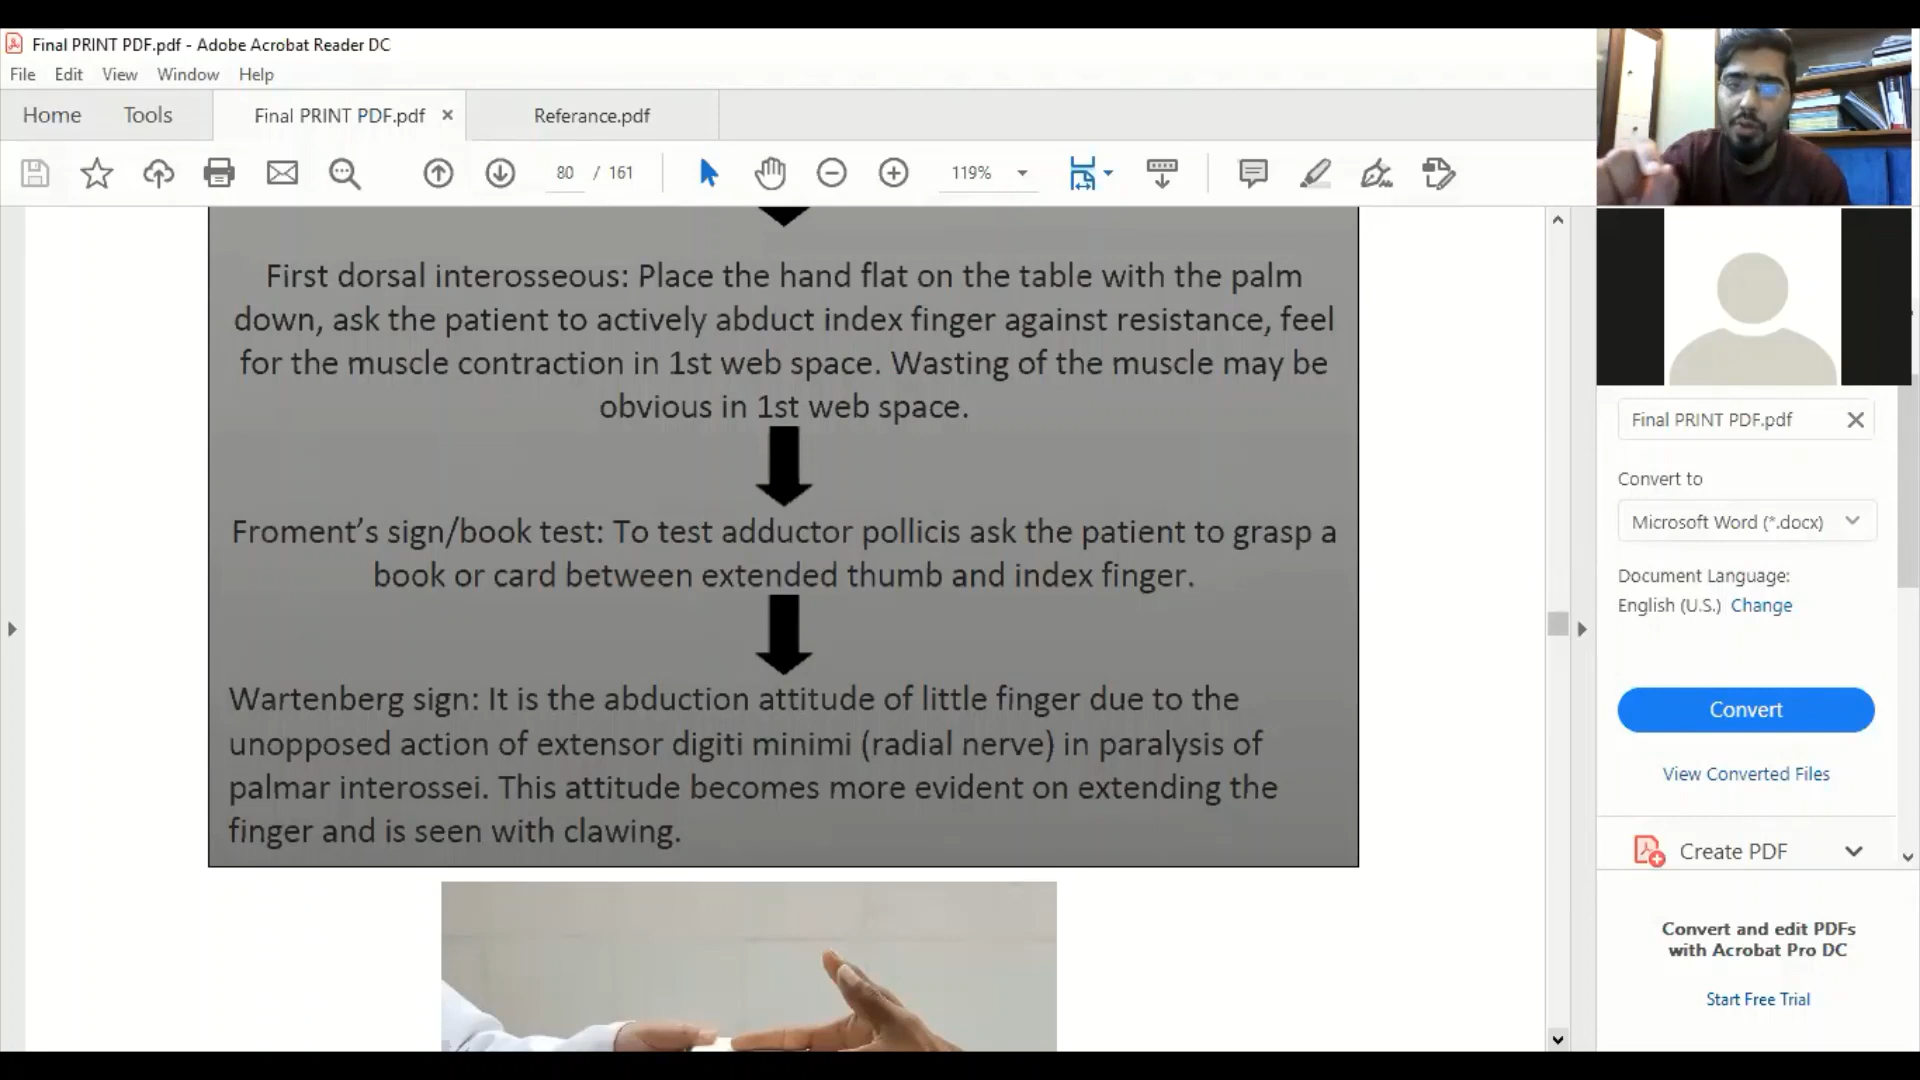 Final PRINT PDF.pdf - Adobe Acrobat Reader DC
File Edit View Window Help
Home Tools Final PRINT PDF.pdf Referance.pdf
80 / 161 119%
First dorsal interosseous: Place the hand flat on the table with the palm
down, ask the patient to actively abduct index finger against resistance, feel
for the muscle contraction in 1st web space. Wasting of the muscle may be
obvious in 1st web space.
Froment’s sign/book test: To test adductor pollicis ask the patient to grasp a
book or card between extended thumb and index finger.
Wartenberg sign: It is the abduction attitude of little finger due to the
unopposed action of extensor digiti minimi (radial nerve) in paralysis of
palmar interossei. This attitude becomes more evident on extending the
finger and is seen with clawing.
Final PRINT PDF.pdf
Convert to
Microsoft Word (*.docx)
Document Language:
English (U.S.) Change
Convert
View Converted Files
Create PDF
Convert and edit PDFs
with Acrobat Pro DC
Start Free Trial